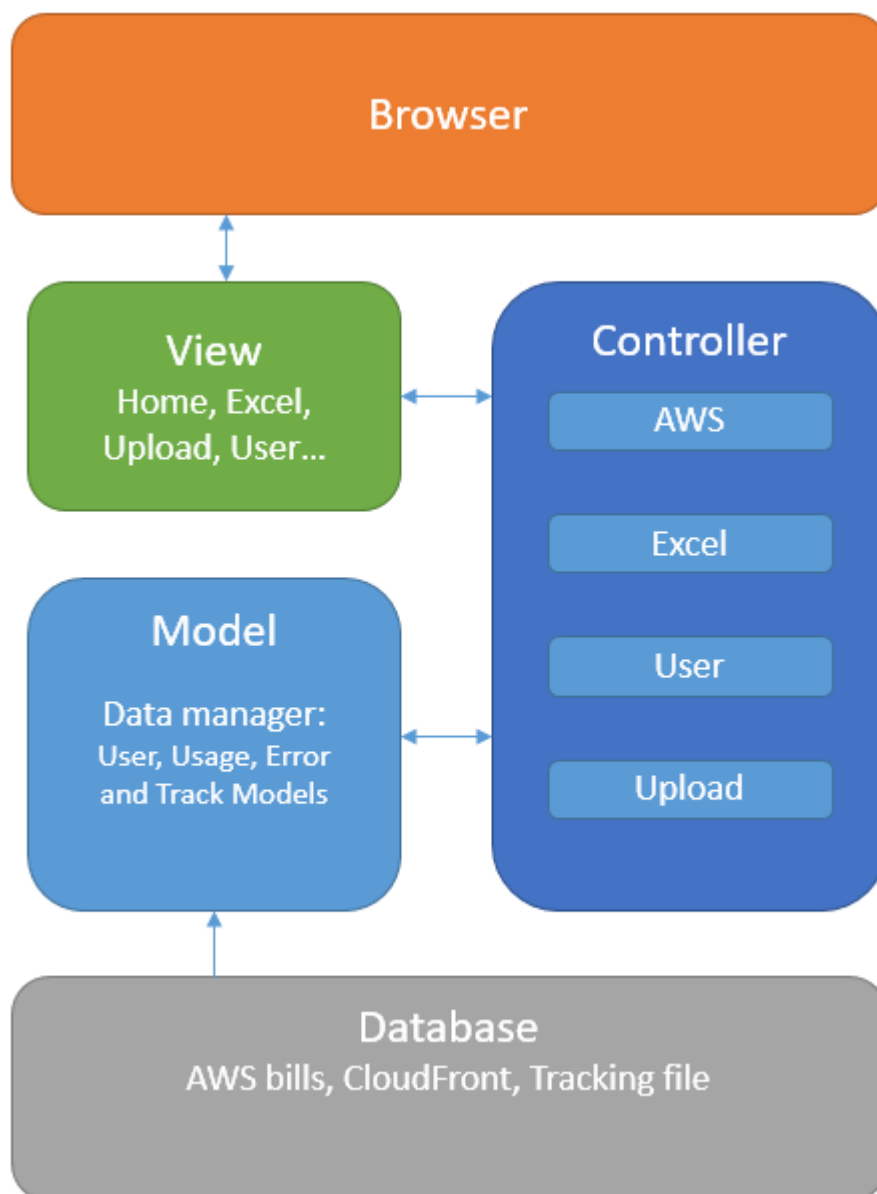 Browser
View
Home, Excel,
Upload, User...
Controller
AWS
Excel
User
Upload
Model
Data manager:
User, Usage, Error
and Track Models
Database
AWS bills, CloudFront, Tracking file